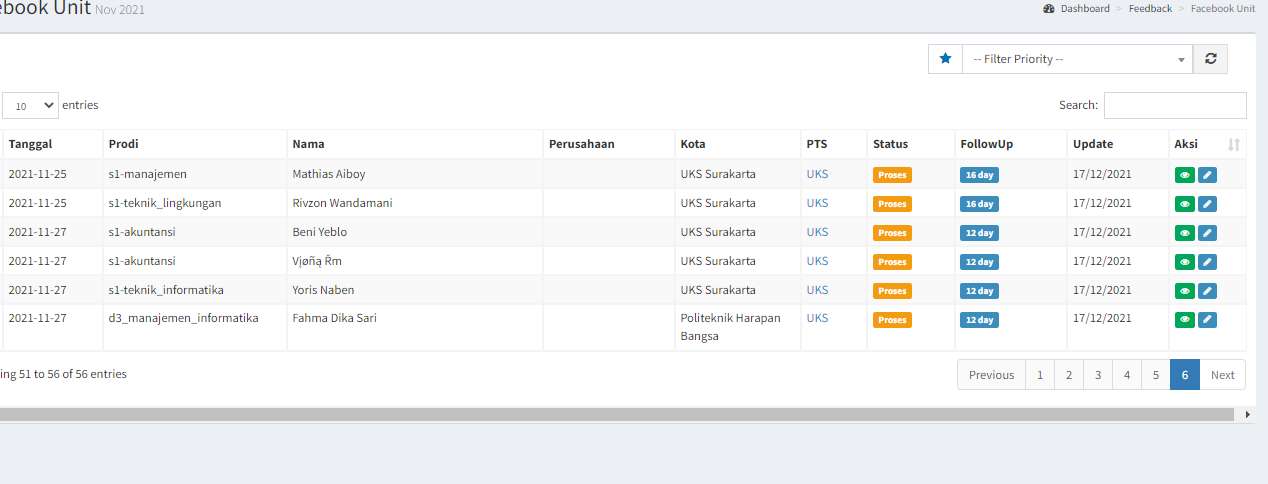 ebook Unit Nov 2021
Dashboard > Feedback > Facebook Unit
-- Filter Priority --
10 entries
Search:
Tanggal Prodi Nama Perusahaan Kota PTS Status FollowUp Update Aksi
2021-11-25 s1-manajemen Mathias Aiboy UKS Surakarta UKS Proses 16 day 17/12/2021
2021-11-25 s1-teknik_lingkungan Rivzon Wandamani UKS Surakarta UKS Proses 16 day 17/12/2021
2021-11-27 s1-akuntansi Beni Yeblo UKS Surakarta UKS Proses 12 day 17/12/2021
2021-11-27 s1-akuntansi Vjøñą Řm UKS Surakarta UKS Proses 12 day 17/12/2021
2021-11-27 s1-teknik_informatika Yoris Naben UKS Surakarta UKS Proses 12 day 17/12/2021
2021-11-27 d3_manajemen_informatika Fahma Dika Sari Politeknik Harapan UKS Proses 12 day 17/12/2021
Bangsa
ing 51 to 56 of 56 entries
Previous 1 2 3 4 5 6 Next